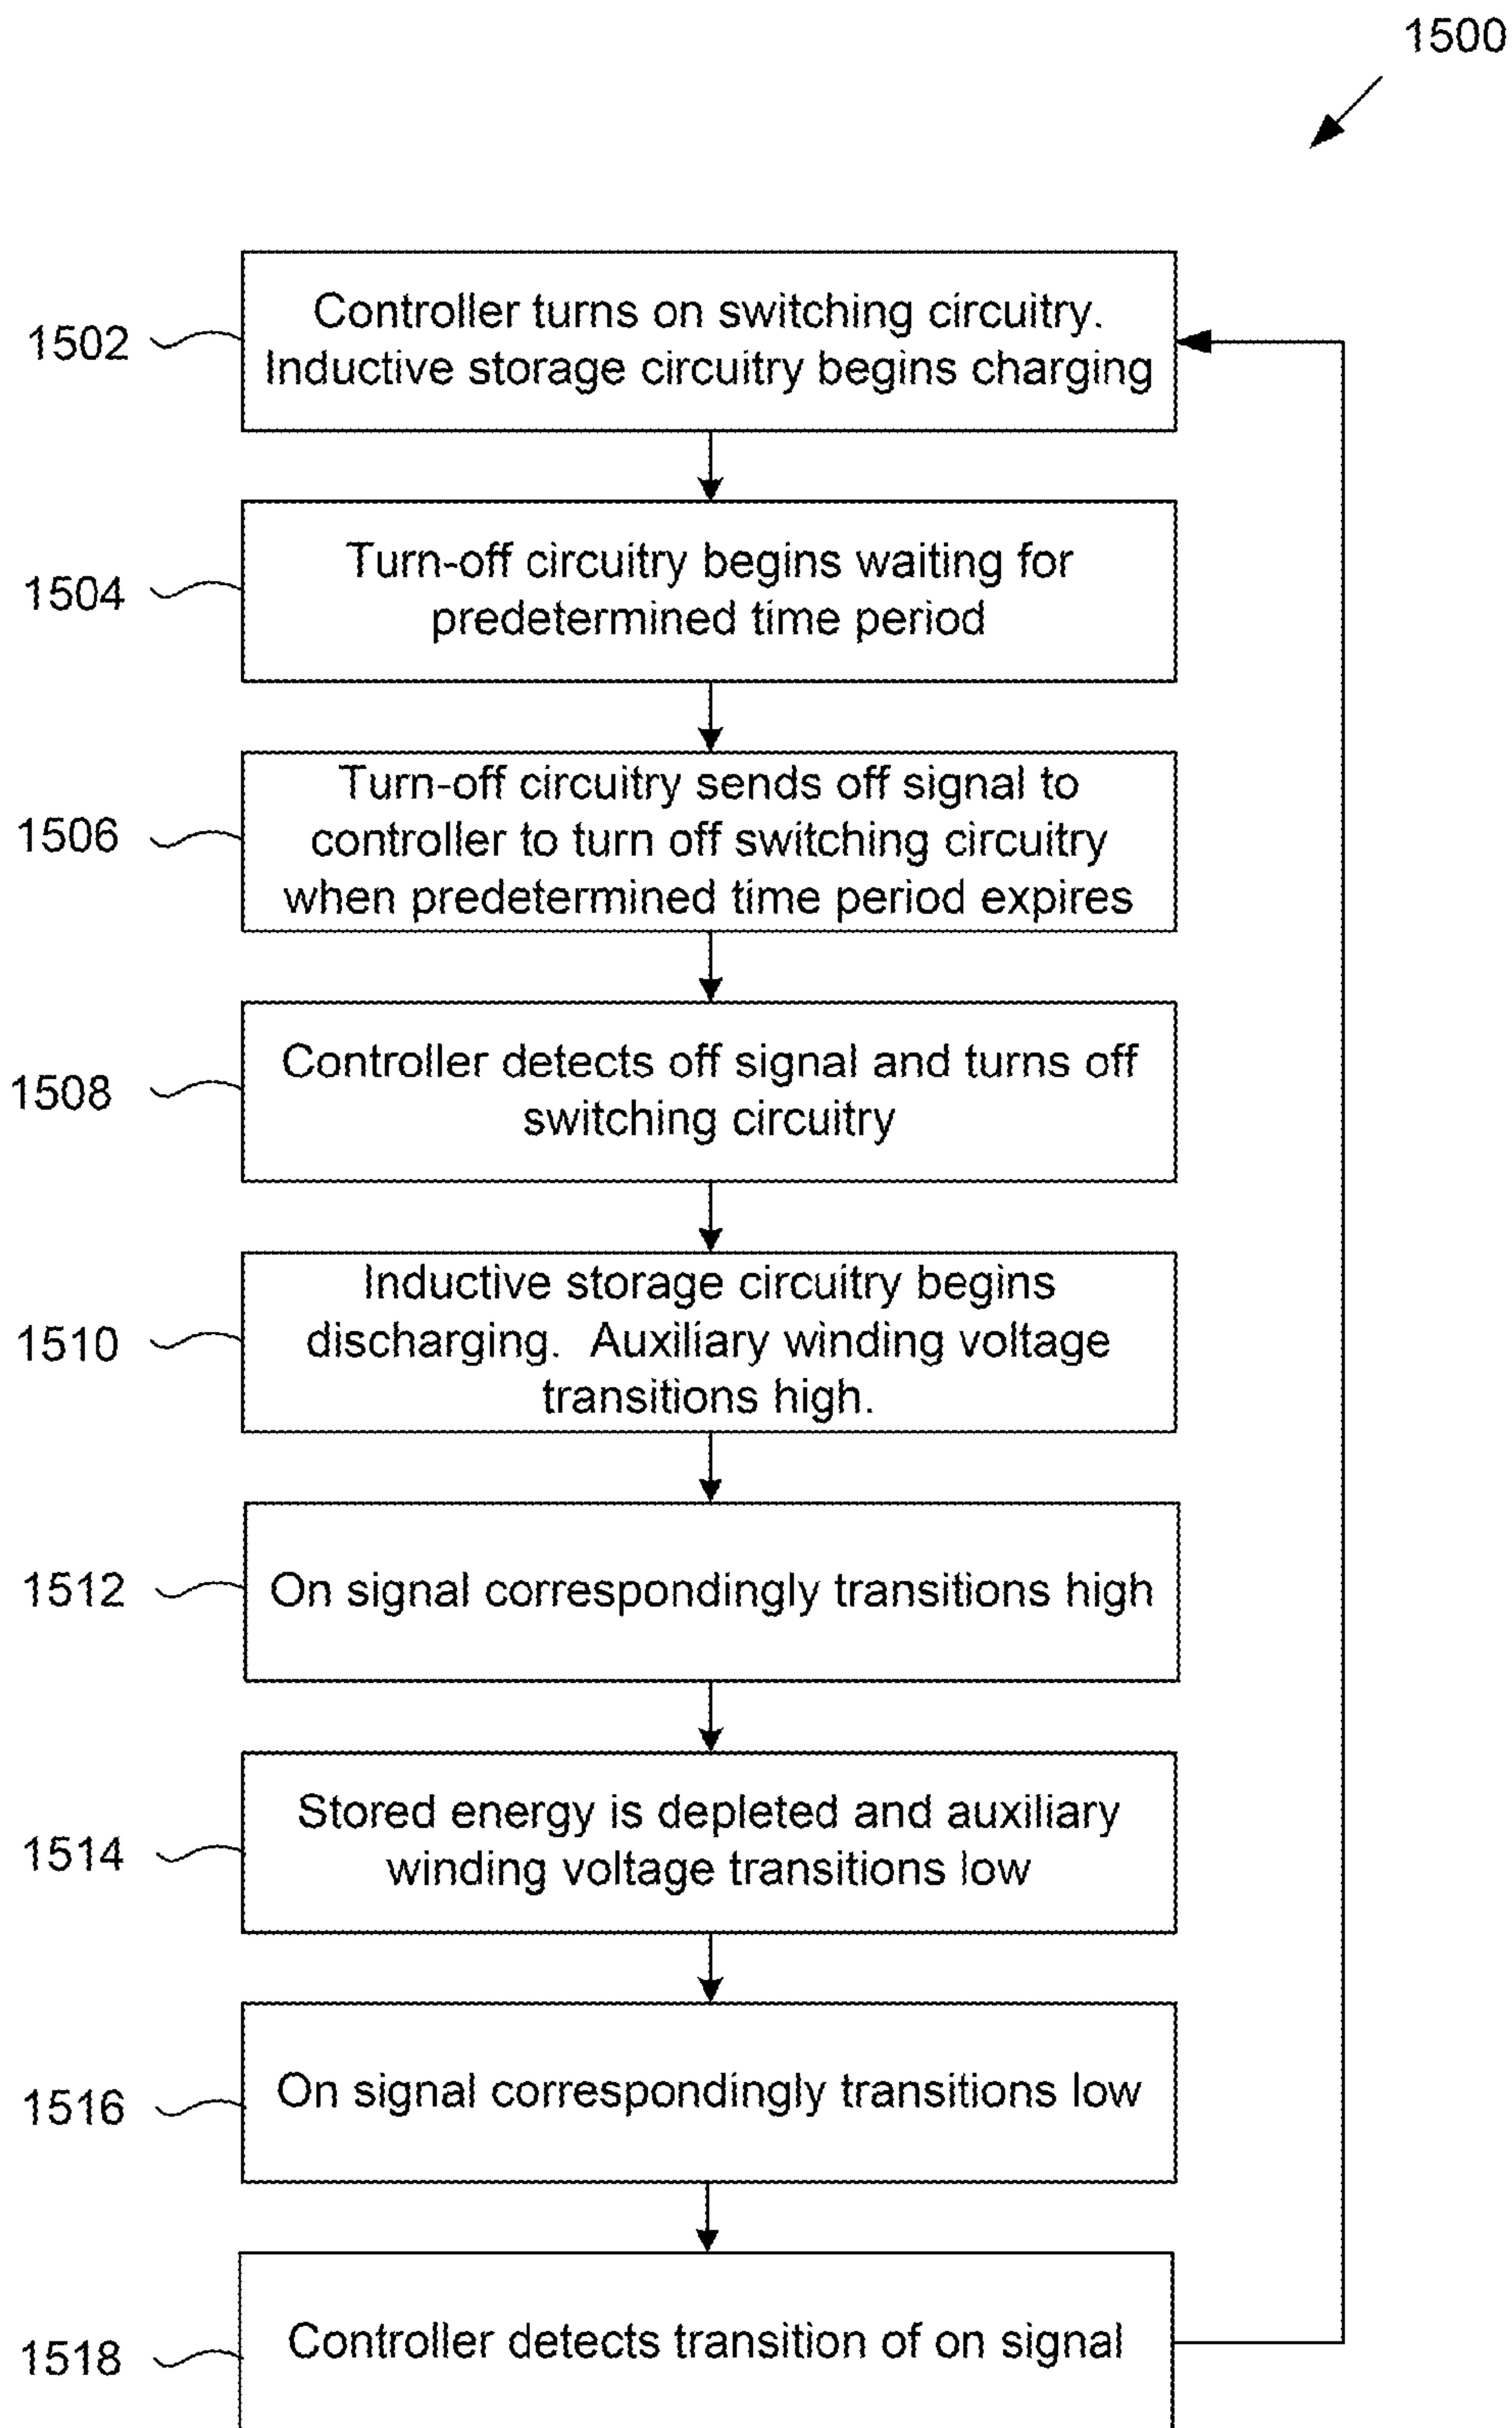 1500
1502
Controller turns on switching circuitry.
Inductive storage circuitry begins charging
1504
Turn-off circuitry begins waiting for
predetermined time period
1506
Turn-off circuitry sends off signal to
controller to turn off switching circuitry
when predetermined time period expires
1508
Controller detects off signal and turns off
switching circuitry
1510
Inductive storage circuitry begins
discharging.  Auxiliary winding voltage
transitions high.
1512
On signal correspondingly transitions high
1514
Stored energy is depleted and auxiliary
winding voltage transitions low
1516
On signal correspondingly transitions low
1518
Controller detects transition of on signal